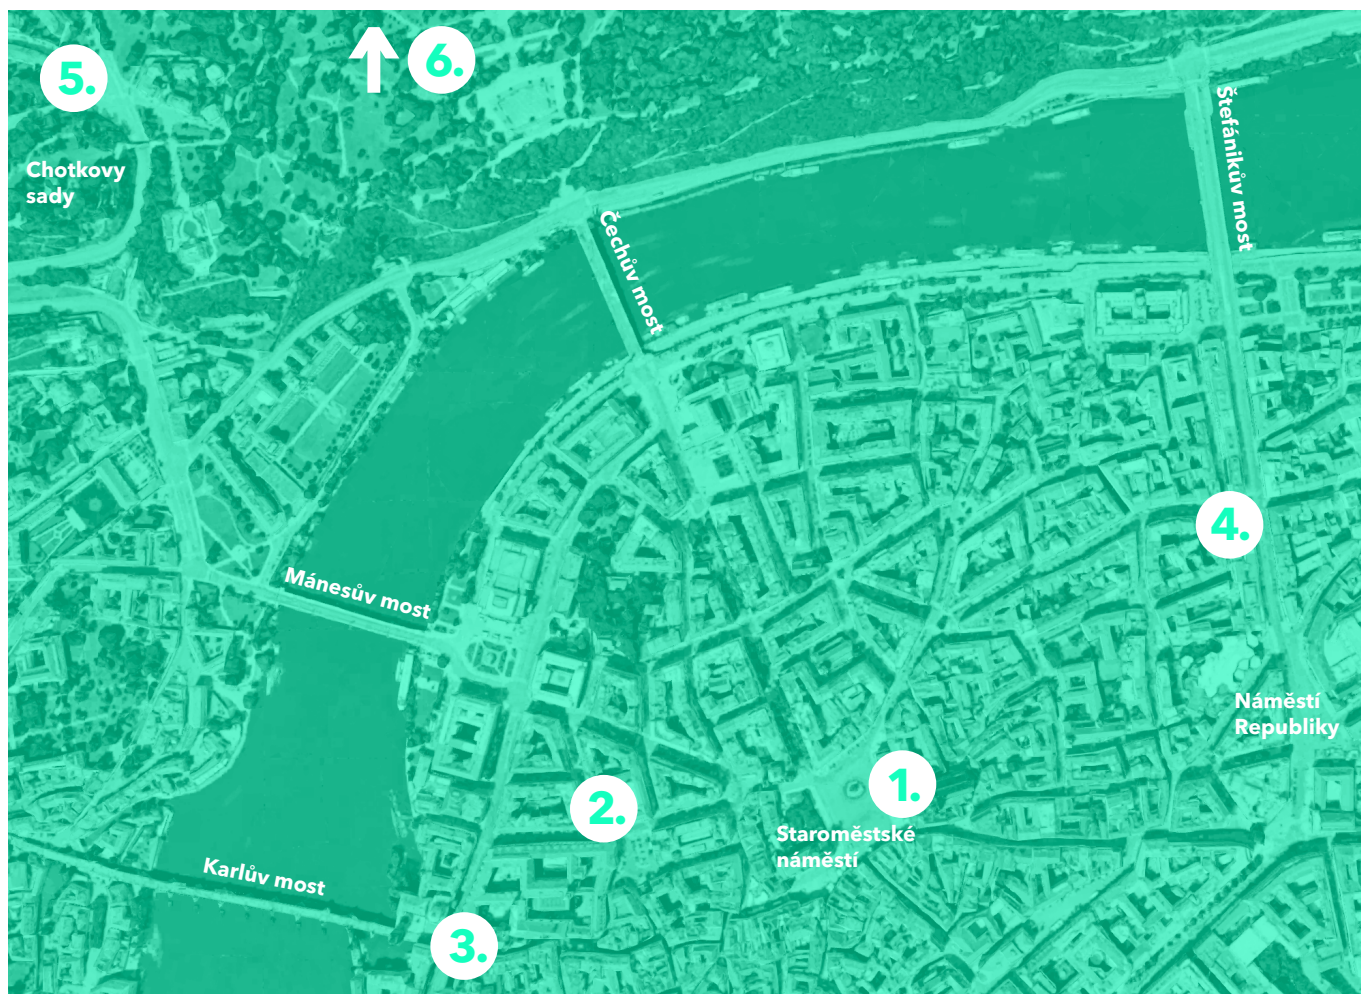 5.
6.
Chotkovy
sady
Štefánikův most
Čechův most
4.
Mánesův most
Náměstí
Republiky
1.
2.
Staroměstské
náměstí
Karlův most
3.